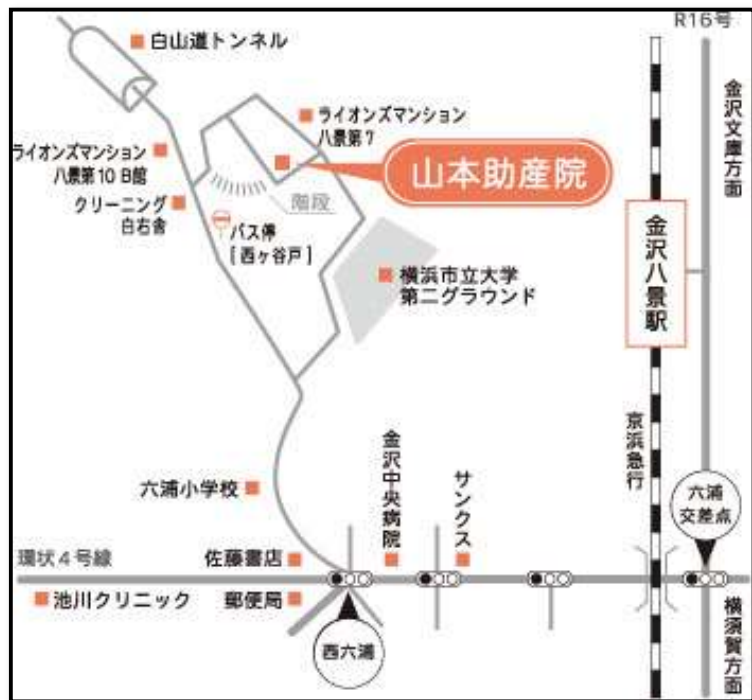 R16号
白山道トンネル
金沢文庫方面
ライオンズマンション
八景第7
ライオンズマンション
八景第10 B館
山本助産院
クリーニング
白右舎
階段
バス停
[西ヶ谷戸]
金沢八景駅
横浜市立大学
第二グラウンド
京浜急行
金沢中央病院
サンクス
六浦小学校
六浦
交差点
環状4号線
佐藤書店
池川クリニック
郵便局
西六浦
横須賀方面